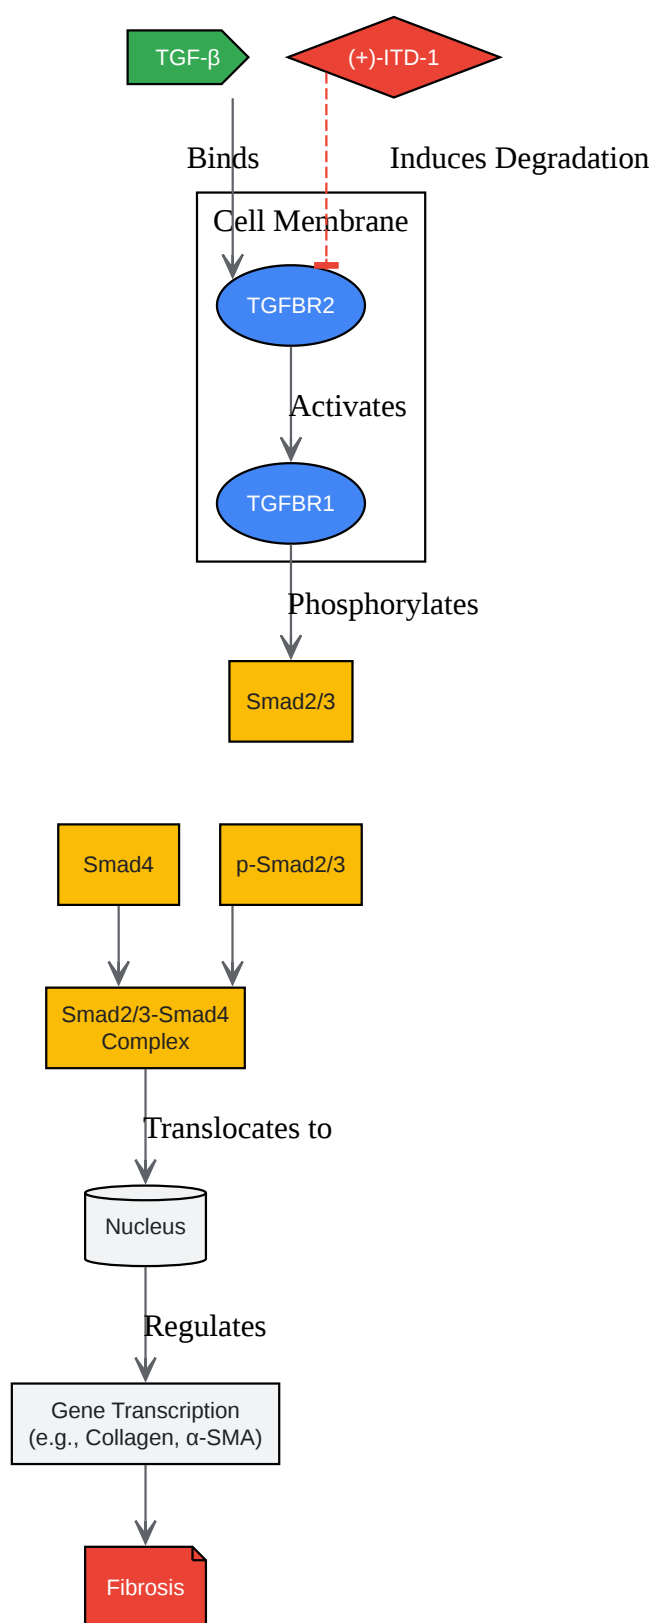 TGF-β
(+)-ITD-1
Binds
Induces Degradation
Cell Membrane
TGFBR2
Activates
TGFBR1
Phosphorylates
Smad2/3
Smad4
p-Smad2/3
Smad2/3-Smad4
Complex
Translocates to
Nucleus
Regulates
Gene Transcription
(e.g., Collagen, α-SMA)
Fibrosis